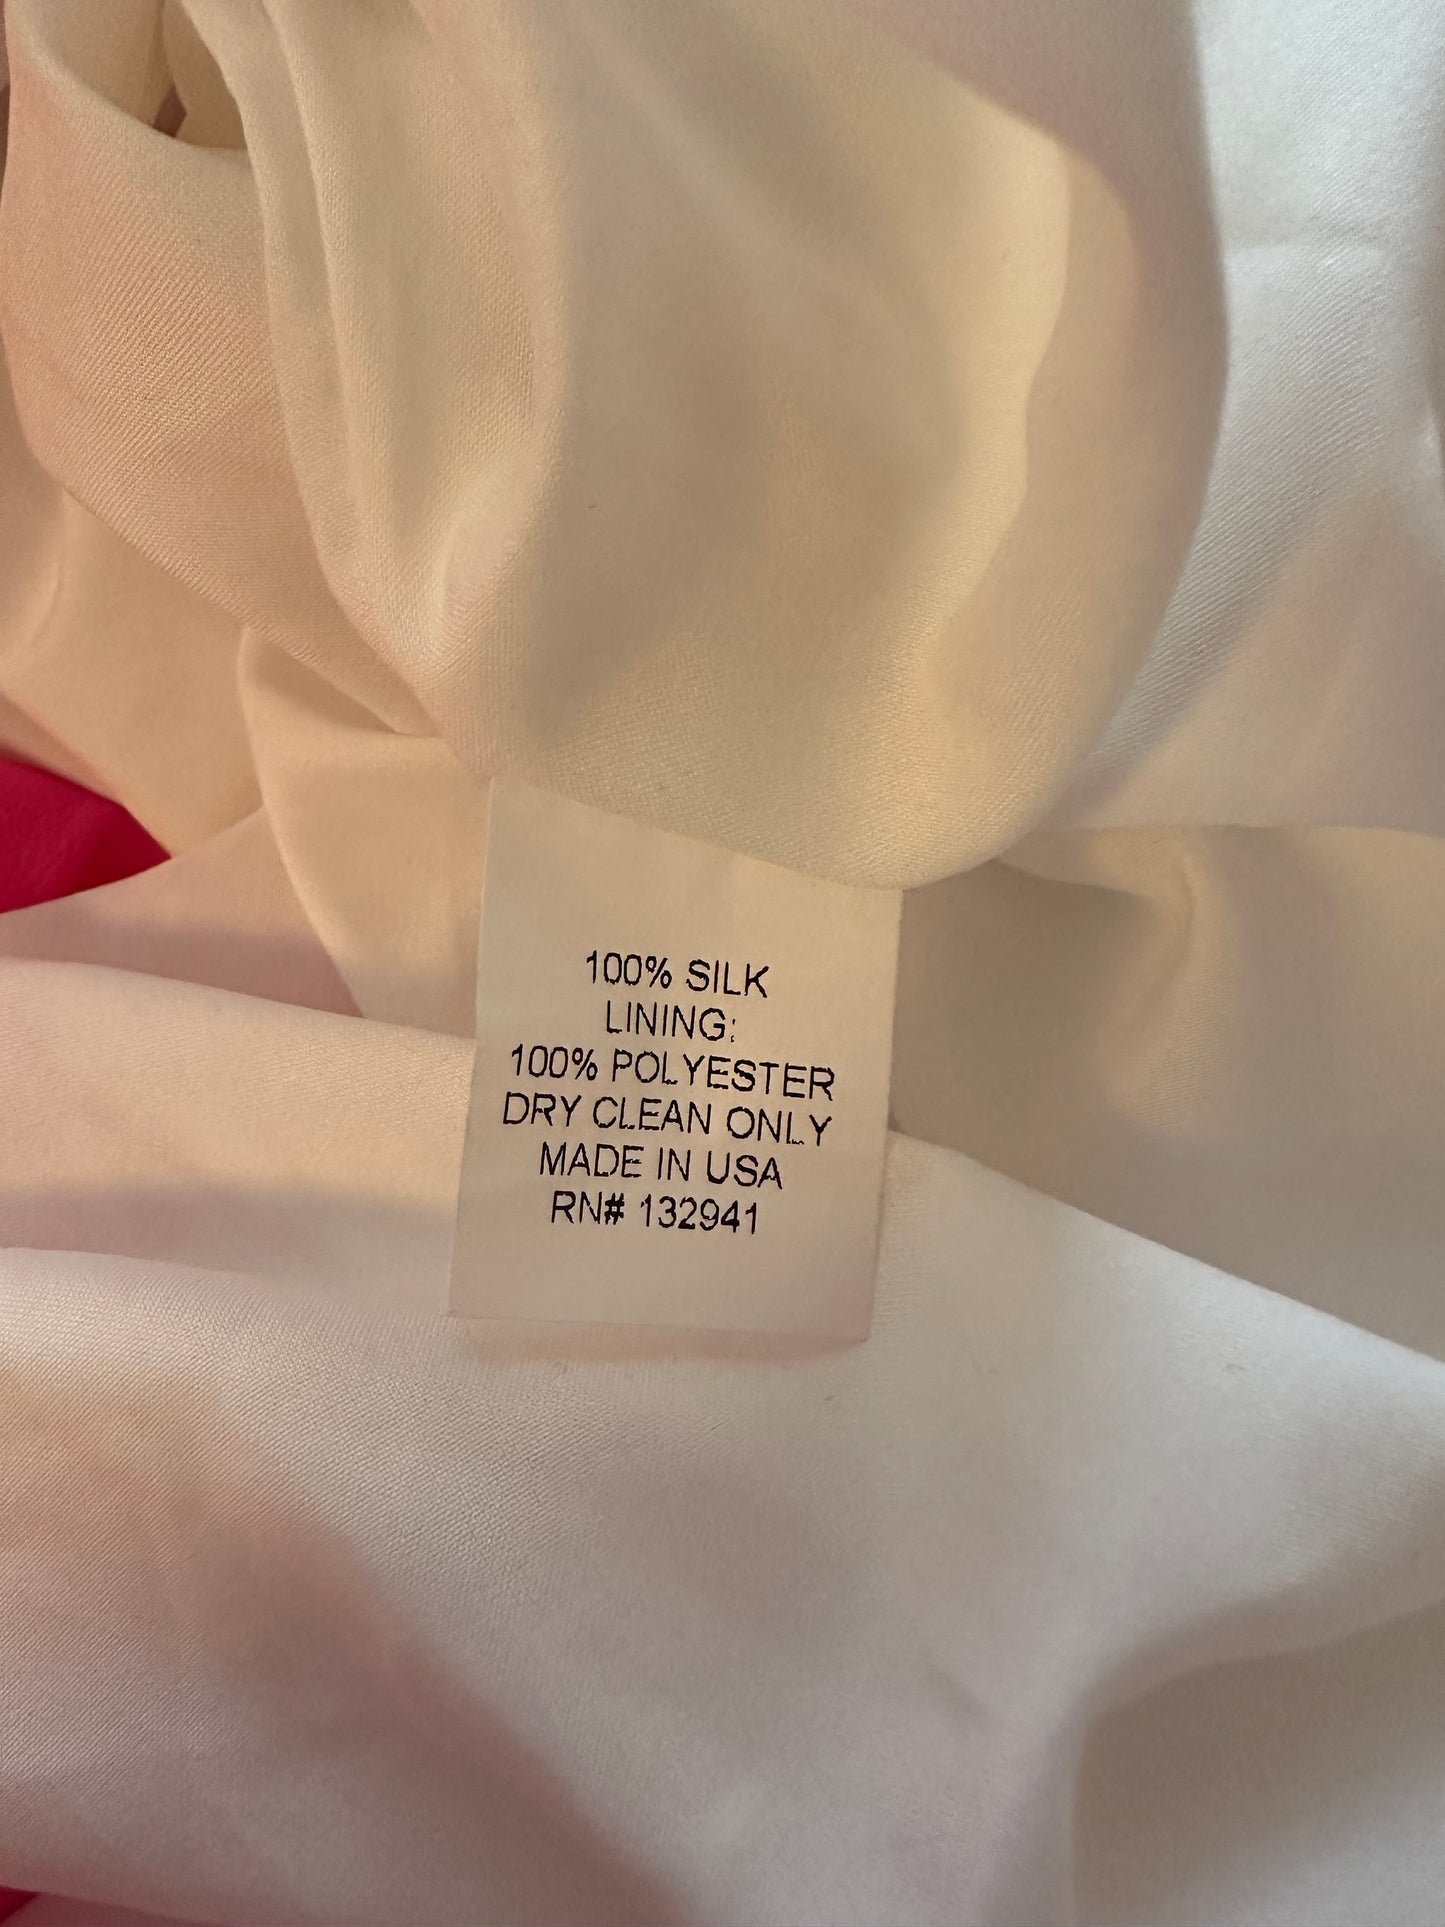 100% SILK
LINING:
100% POLYESTER
DRY CLEAN ONLY
MADE IN USA
RN# 132941